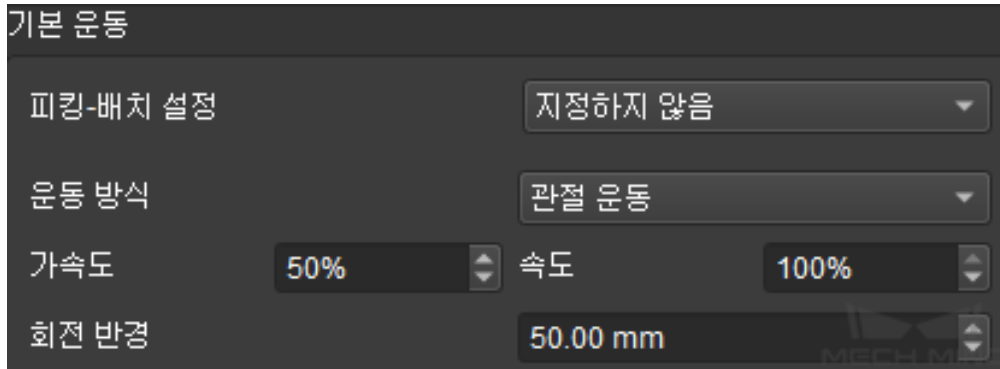 기본 운동
피킹-배치 설정 지정하지 않음
운동 방식 관절 운동
가속도 50% 속도 100%
회전 반경 50.00 mm
MECH MIND